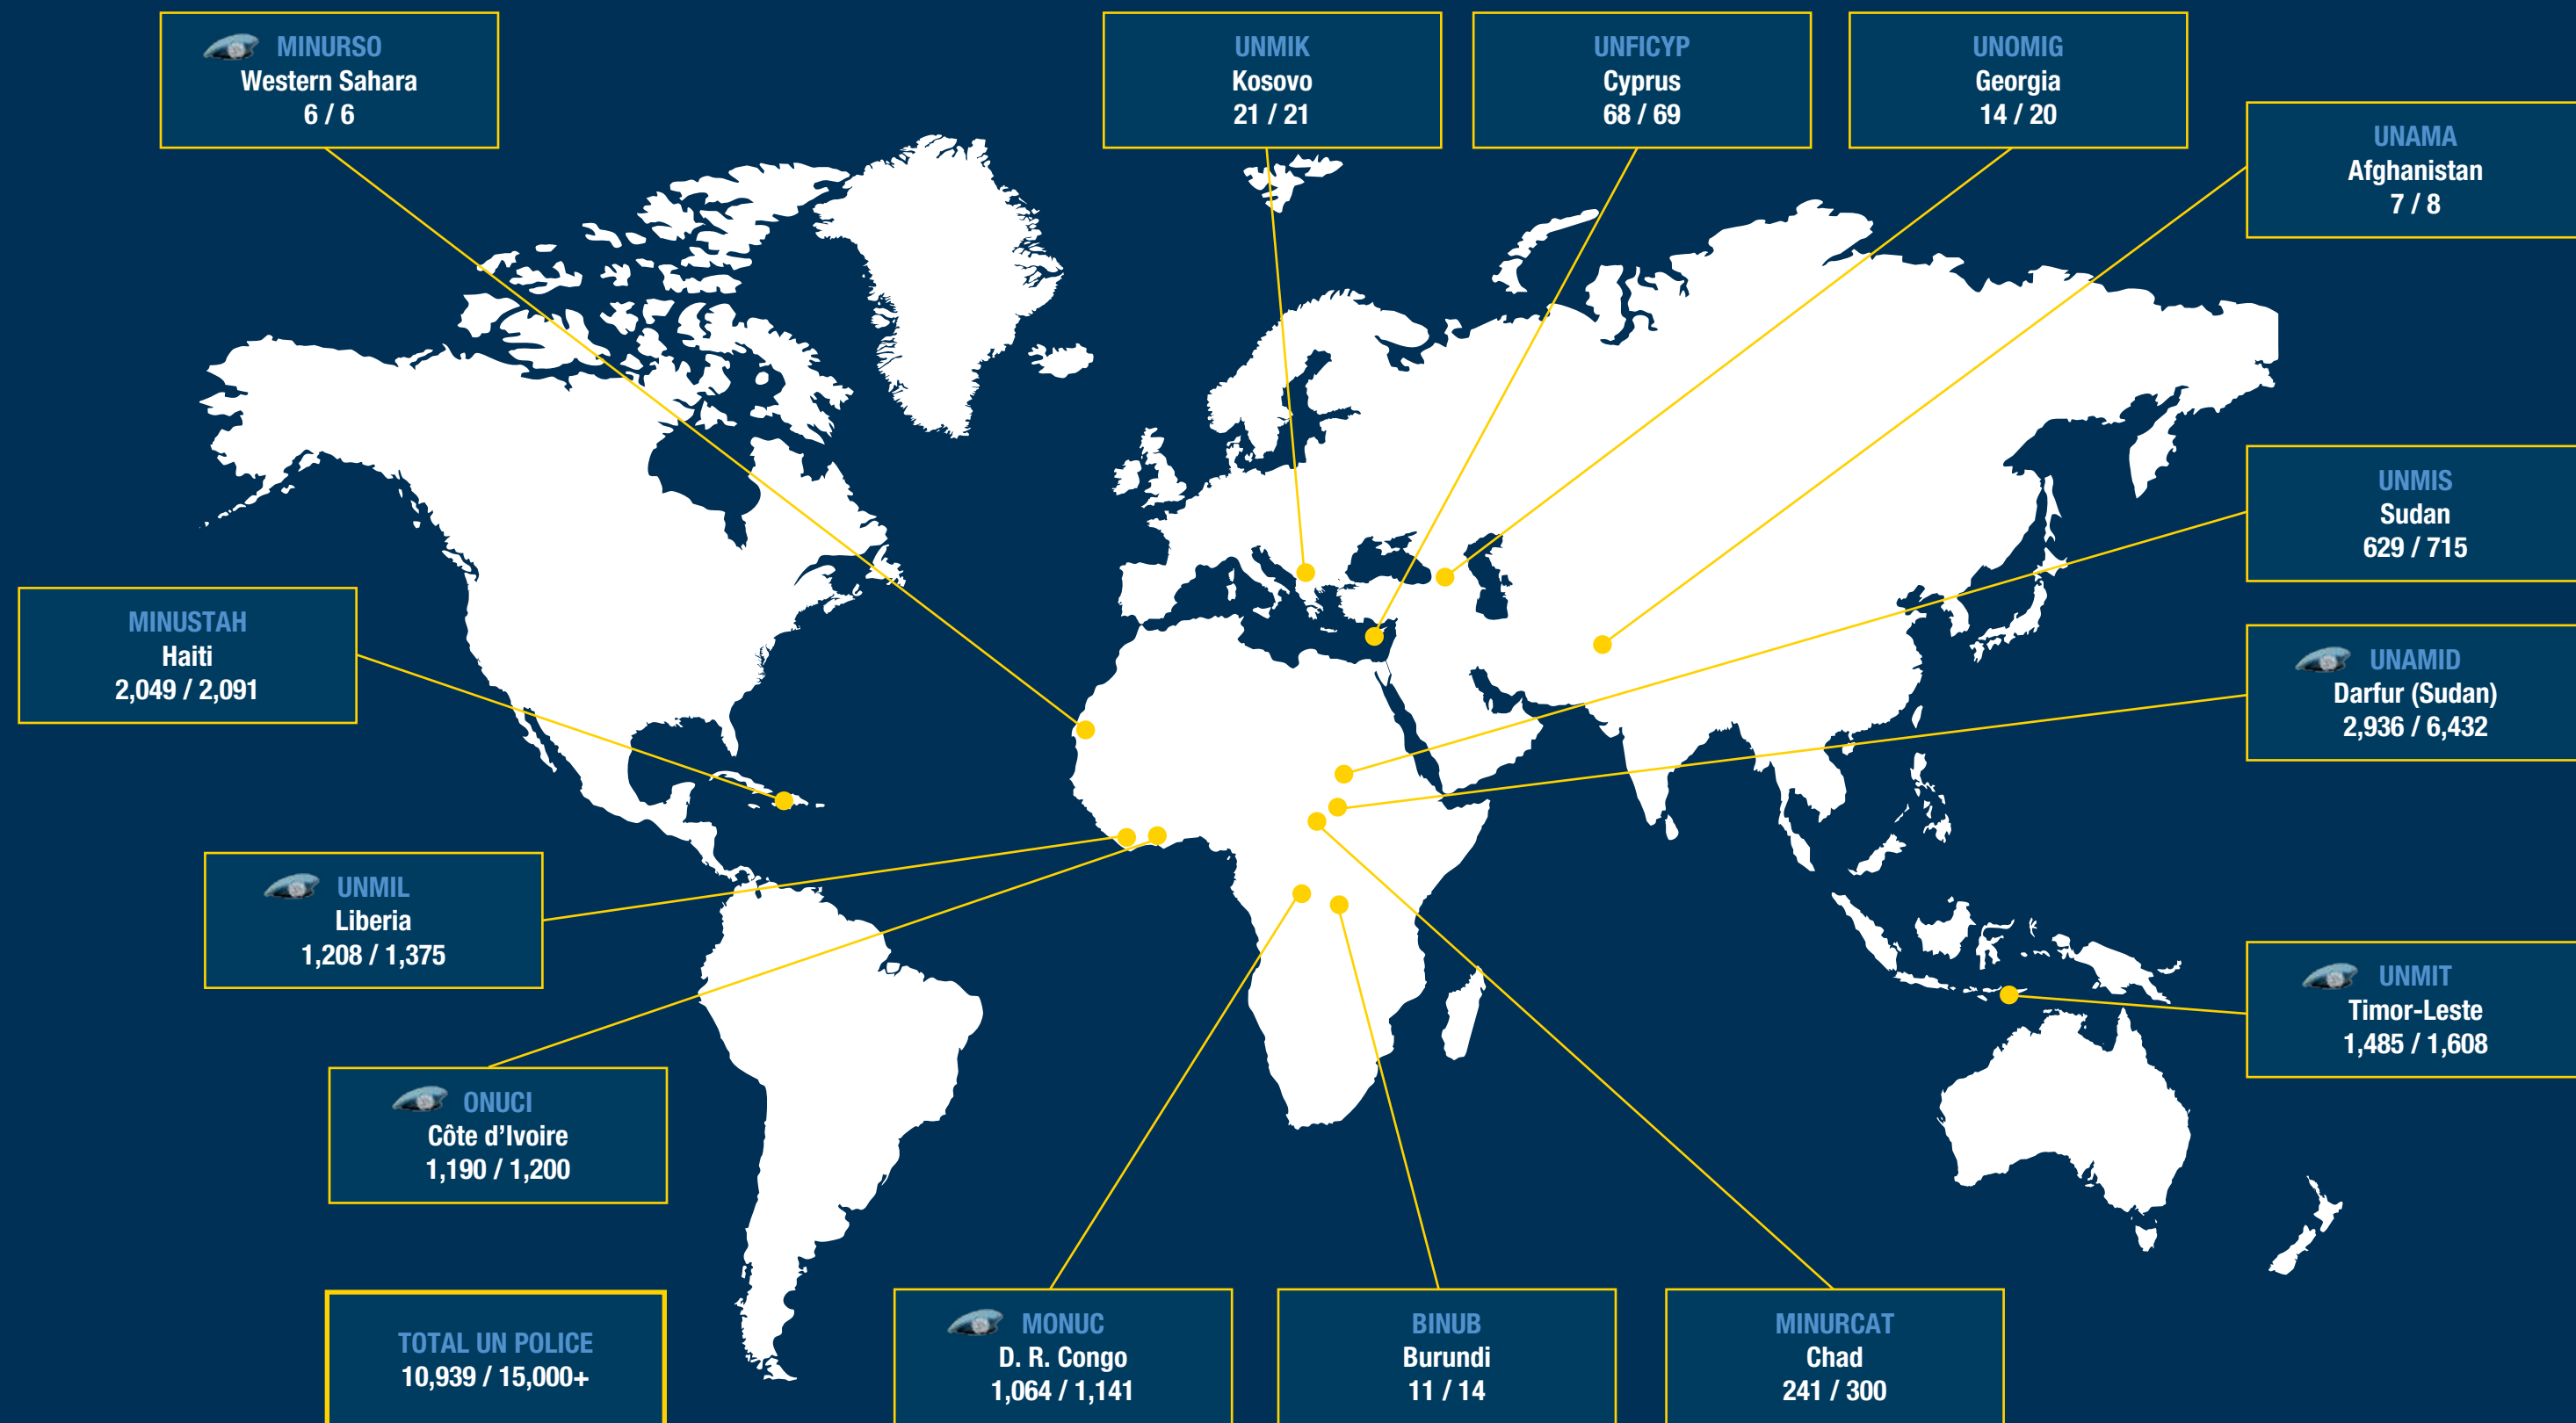 MINURSO
Western Sahara
6 / 6
UNMIK
Kosovo
21 / 21
UNFICYP
Cyprus
68 / 69
UNOMIG
Georgia
14 / 20
UNAMA
Afghanistan
7 / 8
UNMIS
Sudan
629 / 715
MINUSTAH
Haiti
2,049 / 2,091
UNAMID
Darfur (Sudan)
2,936 / 6,432
UNMIL
Liberia
1,208 / 1,375
UNMIT
Timor-Leste
1,485 / 1,608
ONUCI
Côte d’Ivoire
1,190 / 1,200
TOTAL UN POLICE
10,939 / 15,000+
MONUC
D. R. Congo
1,064 / 1,141
BINUB
Burundi
11 / 14
MINURCAT
Chad
241 / 300